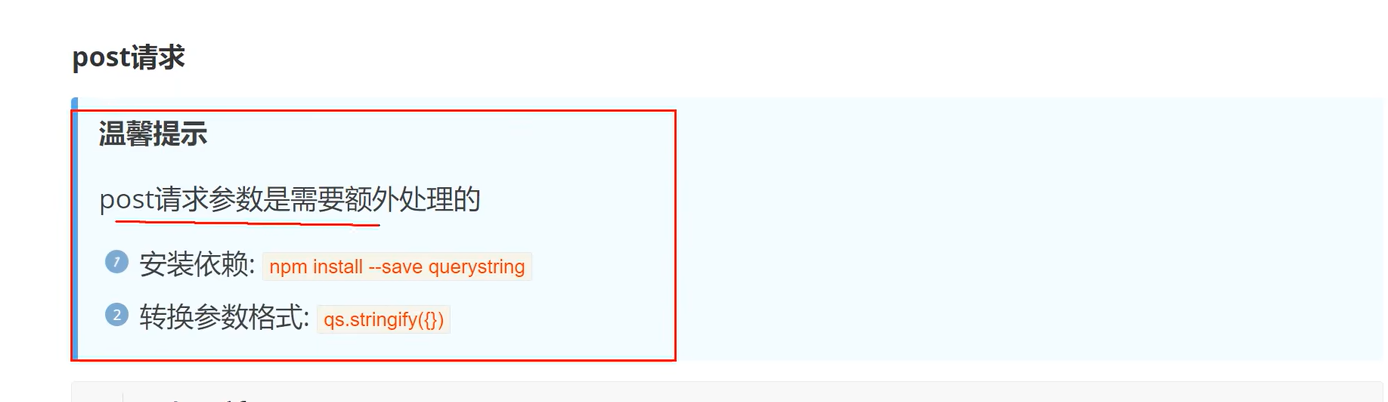 post请求
温馨提示
post请求参数是需要额外处理的
1 安装依赖: npm install --save querystring
2 转换参数格式: qs.stringify({})